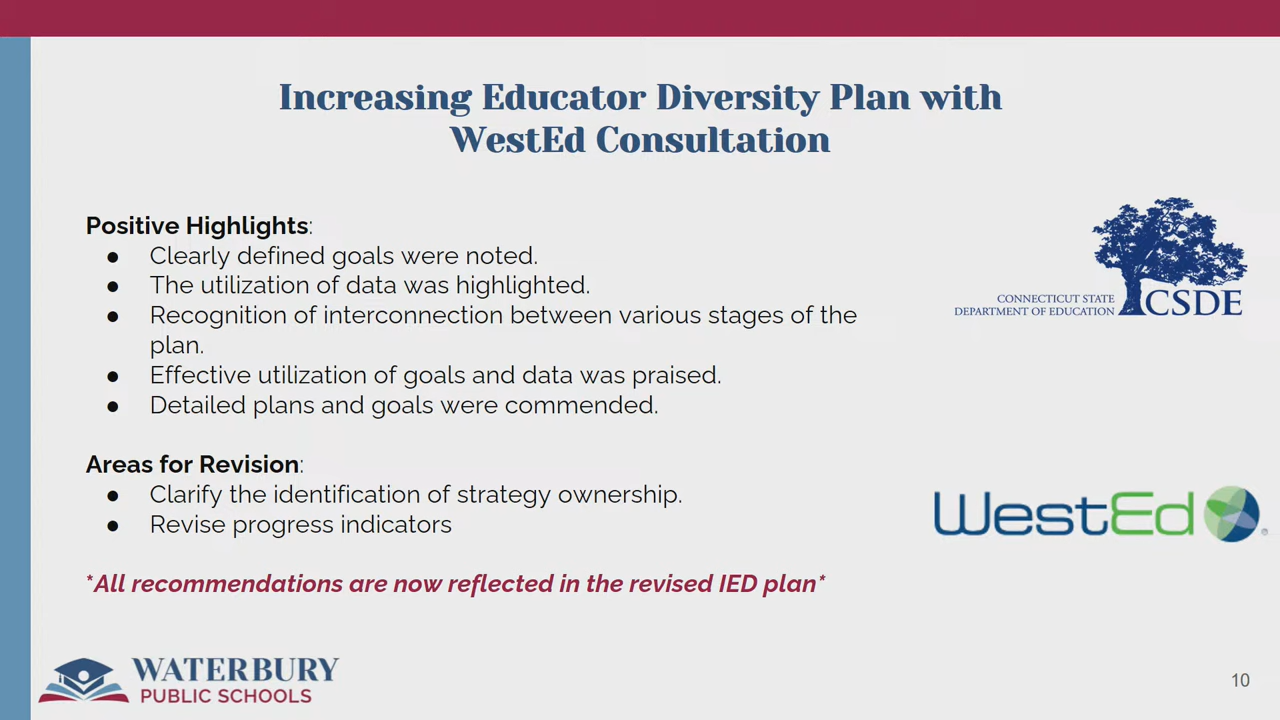 Increasing Educator Diversity Plan with
WestEd Consultation
Positive Highlights:
● Clearly defined goals were noted.
● The utilization of data was highlighted.
● Recognition of interconnection between various stages of the
plan.
● Effective utilization of goals and data was praised.
● Detailed plans and goals were commended.
CONNECTICUT STATE
DEPARTMENT OF EDUCATION
CSDE
Areas for Revision:
● Clarify the identification of strategy ownership.
● Revise progress indicators
WestEd
*All recommendations are now reflected in the revised IED plan*
WATERBURY
PUBLIC SCHOOLS
10